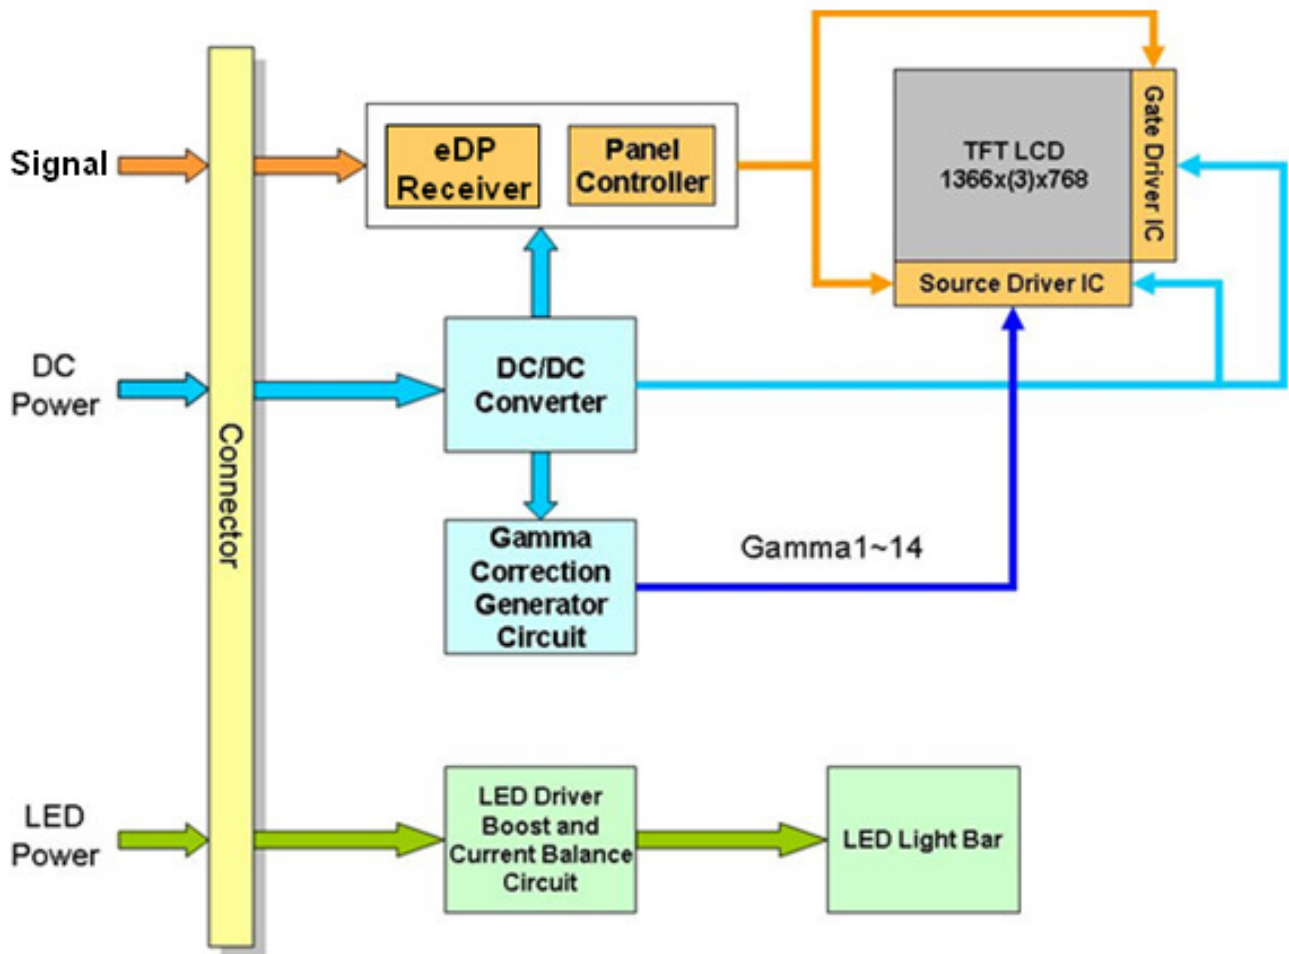 Signal
DC
Power
LED
Power
Connector
eDP
Receiver
Panel
Controller
DC/DC
Converter
Gamma
Correction
Generator
Circuit
Gamma1~14
TFT LCD
1366x(3)x768
Gate Driver IC
Source Driver IC
LED Driver
Boost and
Current Balance
Circuit
LED Light Bar